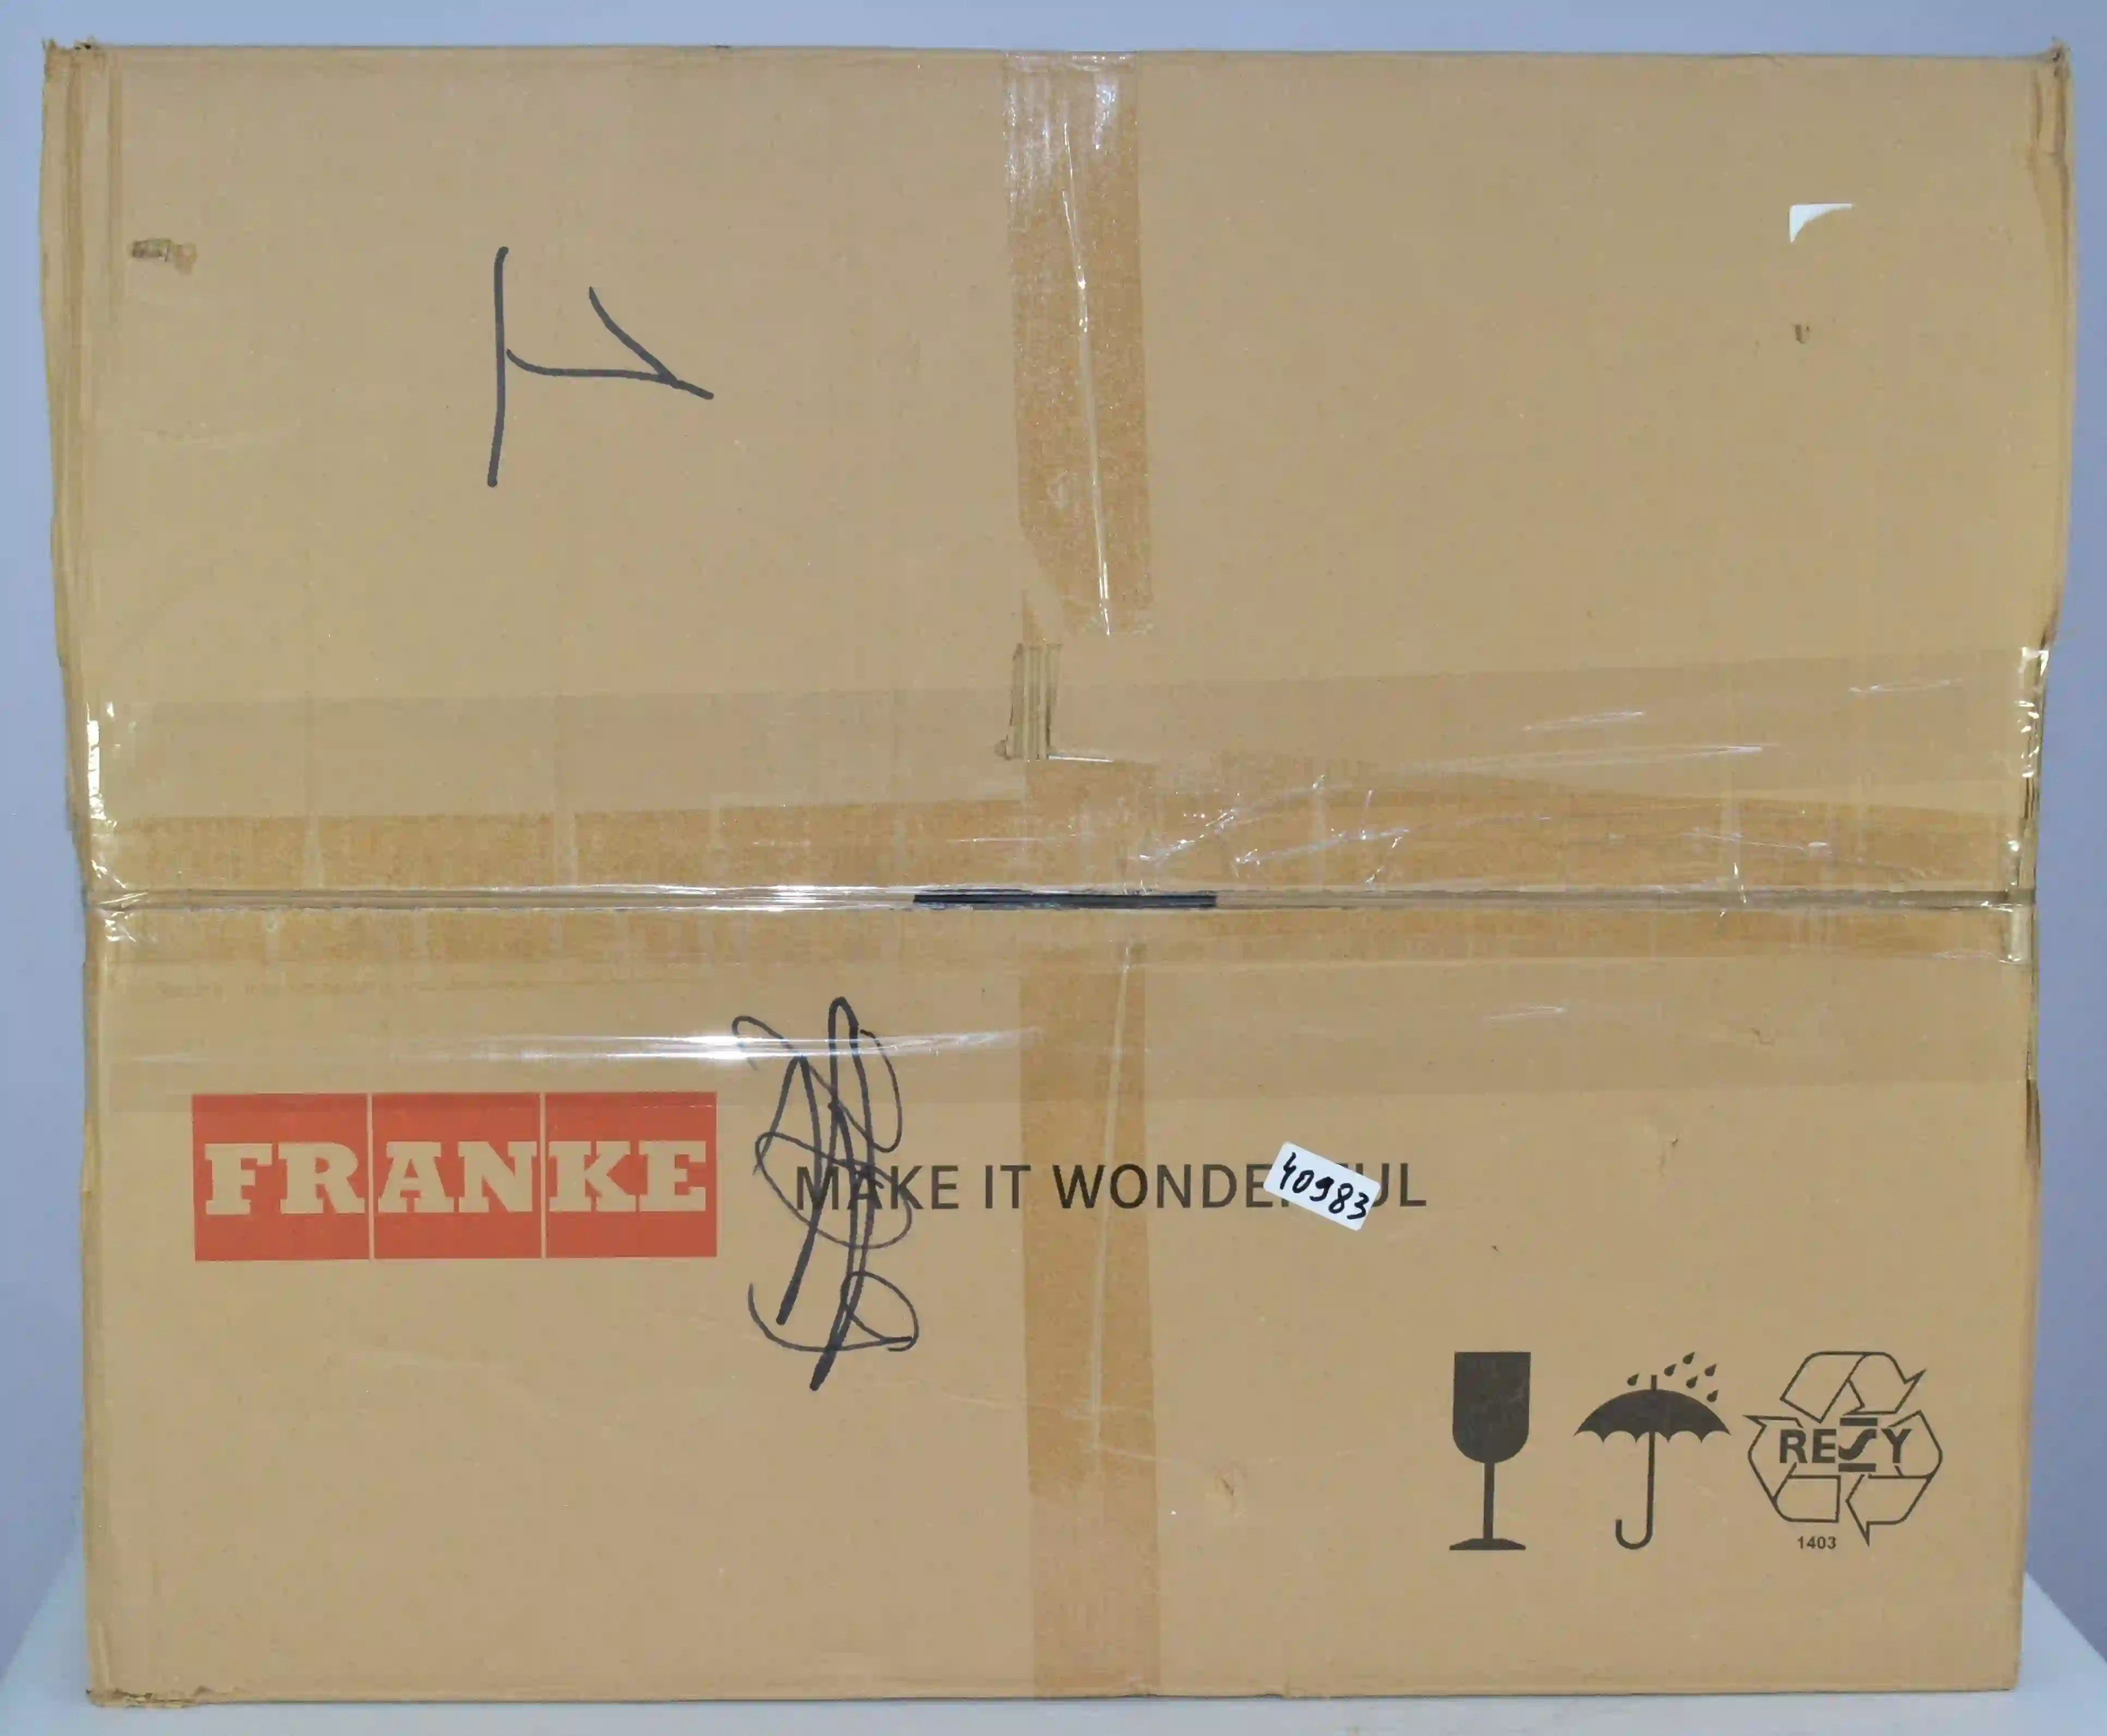 FRANKE
MAKE IT WONDE UL
40983
RESY
1403